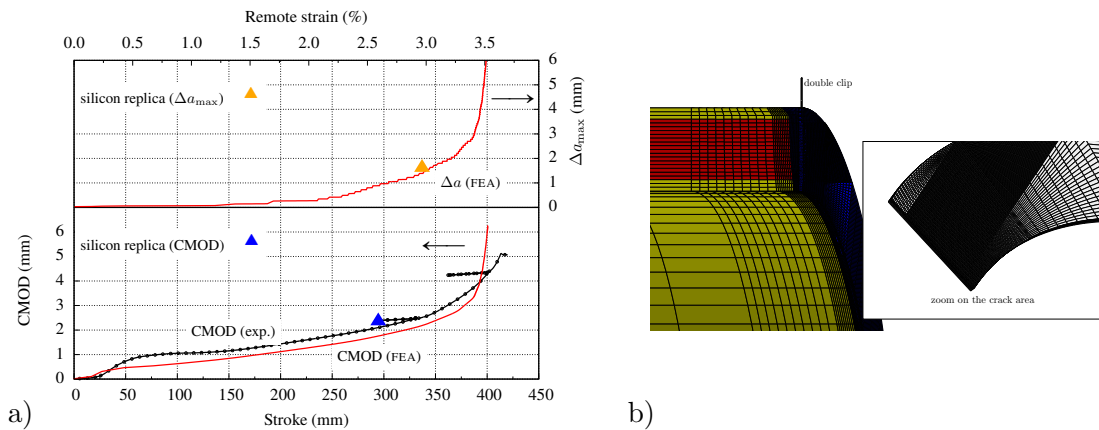 Remote strain (%)
0.0 0.5 1.0 1.5 2.0 2.5 3.0 3.5
6
5
4
3
2
1
0
Δa_max (mm)
silicon replica (Δa_max)
Δa (FEA)
silicon replica (CMOD)
CMOD (exp.)
CMOD (FEA)
CMOD (mm)
6
5
4
3
2
1
0
0 50 100 150 200 250 300 350 400 450
Stroke (mm)
a)
double clip
zoom on the crack area
b)